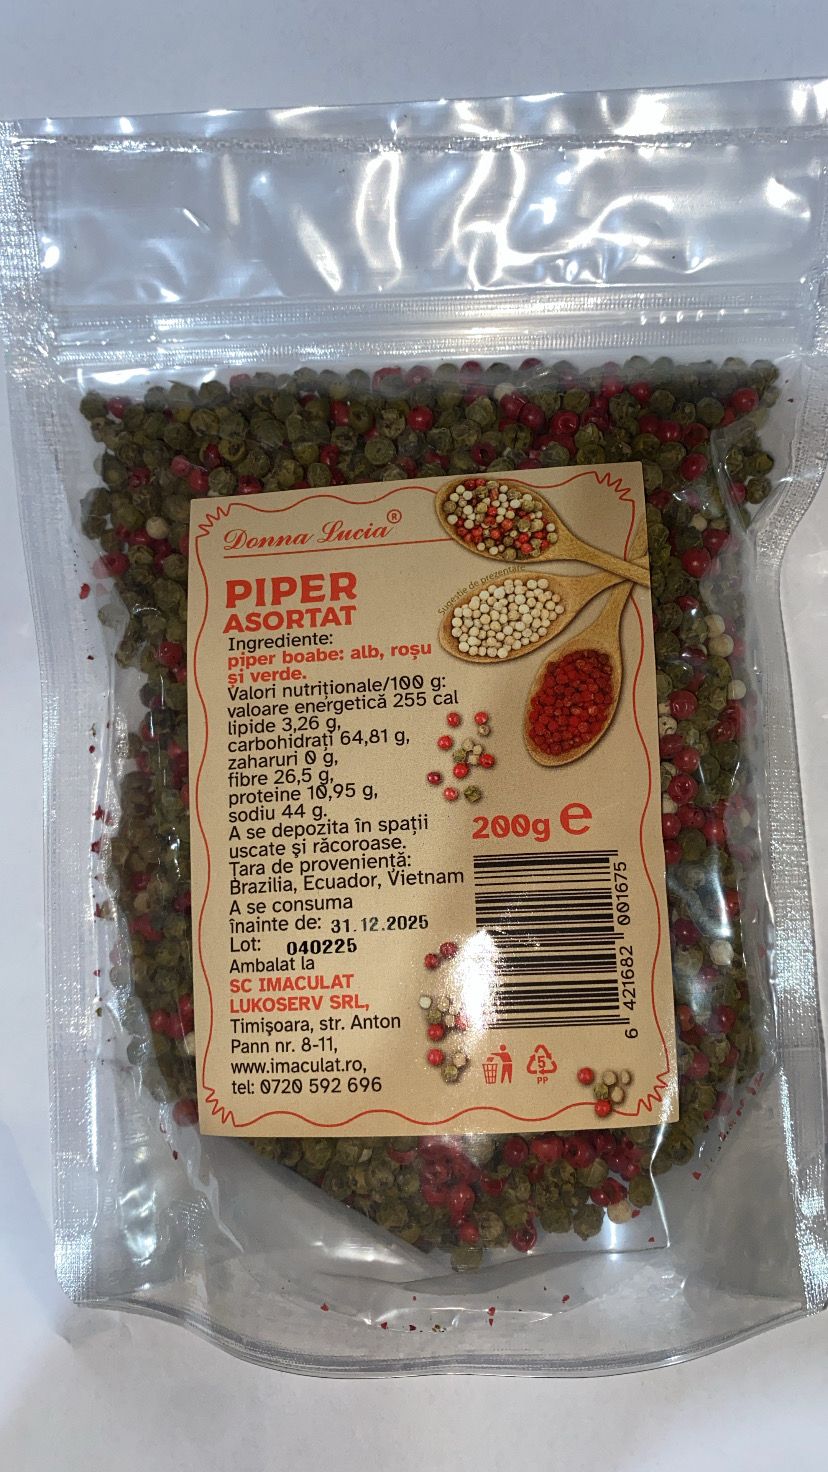 Donna Lucia®
PIPER
ASORTAT
Sugestie de prezentare
Ingrediente:
piper boabe: alb, roșu
și verde.
Valori nutriționale/100 g:
valoare energetică 255 cal
lipide 3,26 g,
carbohidrați 64,81 g,
zaharuri 0 g,
fibre 26,5 g,
proteine 10,95 g,
sodiu 44 g.
A se depozita în spații
uscate și răcoroase.
Tara de proveniență:
Brazilia, Ecuador, Vietnam
A se consuma
înainte de: 31.12.2025
Lot: 040225
Ambalat la
SC IMACULAT
LUKOSERV SRL,
Timișoara, str. Anton
Pann nr. 8-11,
www.imaculat.ro,
tel: 0720 592 696
200g e
6 421682 001675
5
PP